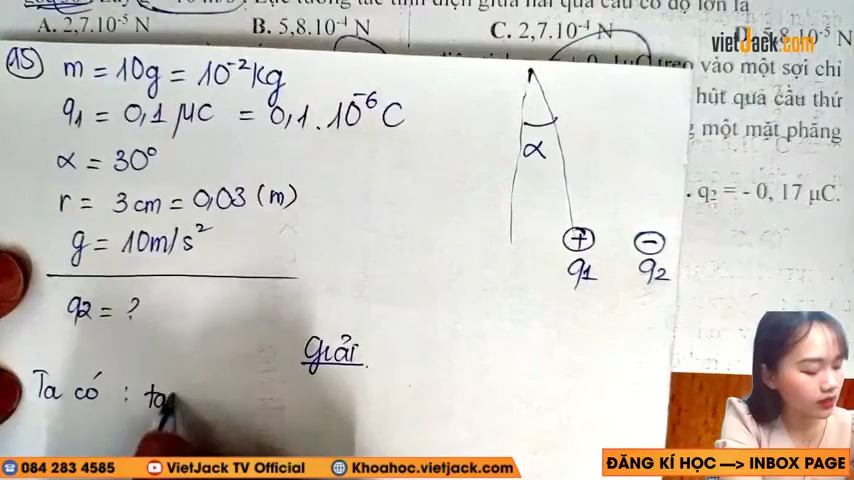 A. 2,7.10⁻⁵ N B. 5,8.10⁻⁴ N C. 2,7.10⁻⁴ N
vietJack.com
15 m = 10g = 10⁻² kg
q₁ = 0,1 μC = 0,1 . 10⁻⁶ C
α = 30°
r = 3 cm = 0,03 (m)
g = 10 m/s²
q₂ = ?
α
+ −
q₁ q₂
vào một sợi chỉ
hút quả cầu thứ
một mặt phẳng
q₂ = - 0, 17 μC.
Giải
Ta có : ta
084 283 4585 VietJack TV Official Khoahoc.vietjack.com
ĐĂNG KÍ HỌC —> INBOX PAGE